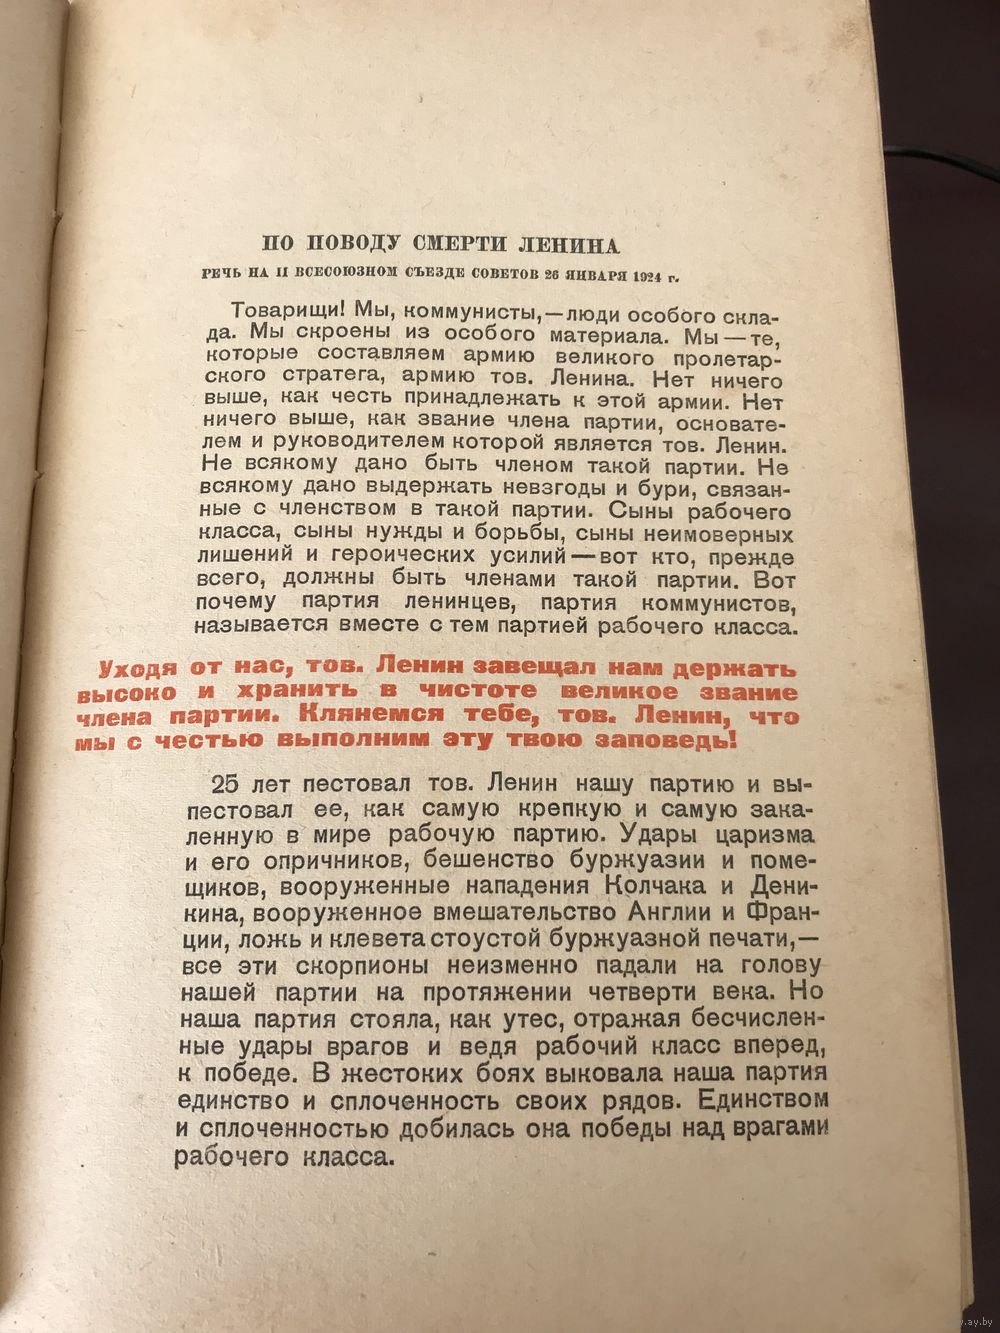 ПО ПОВОДУ СМЕРТИ ЛЕНИНА
РЕЧЬ НА II ВСЕСОЮЗНОМ СЪЕЗДЕ СОВЕТОВ 26 ЯНВАРЯ 1924 г.
Товарищи! Мы, коммунисты,—люди особого скла-
да. Мы скроены из особого материала. Мы—те,
которые составляем армию великого пролетар-
ского стратега, армию тов. Ленина. Нет ничего
выше, как честь принадлежать к этой армии. Нет
ничего выше, как звание члена партии, основате-
лем и руководителем которой является тов. Ленин.
Не всякому дано быть членом такой партии. Не
всякому дано выдержать невзгоды и бури, связан-
ные с членством в такой партии. Сыны рабочего
класса, сыны нужды и борьбы, сыны неимоверных
лишений и героических усилий—вот кто, прежде
всего, должны быть членами такой партии. Вот
почему партия ленинцев, партия коммунистов,
называется вместе с тем партией рабочего класса.
Уходя от нас, тов. Ленин завещал нам держать
высоко и хранить в чистоте великое звание
члена партии. Клянемся тебе, тов. Ленин, что
мы с честью выполним эту твою заповедь!
25 лет пестовал тов. Ленин нашу партию и вы-
пестовал ее, как самую крепкую и самую зака-
ленную в мире рабочую партию. Удары царизма
и его опричников, бешенство буржуазии и поме-
щиков, вооруженные нападения Колчака и Дени-
кина, вооруженное вмешательство Англии и Фран-
ции, ложь и клевета стоустой буржуазной печати,—
все эти скорпионы неизменно падали на голову
нашей партии на протяжении четверти века. Но
наша партия стояла, как утес, отражая бесчислен-
ные удары врагов и ведя рабочий класс вперед,
к победе. В жестоких боях выковала наша партия
единство и сплоченность своих рядов. Единством
и сплоченностью добилась она победы над врагами
рабочего класса.
www.ay.by